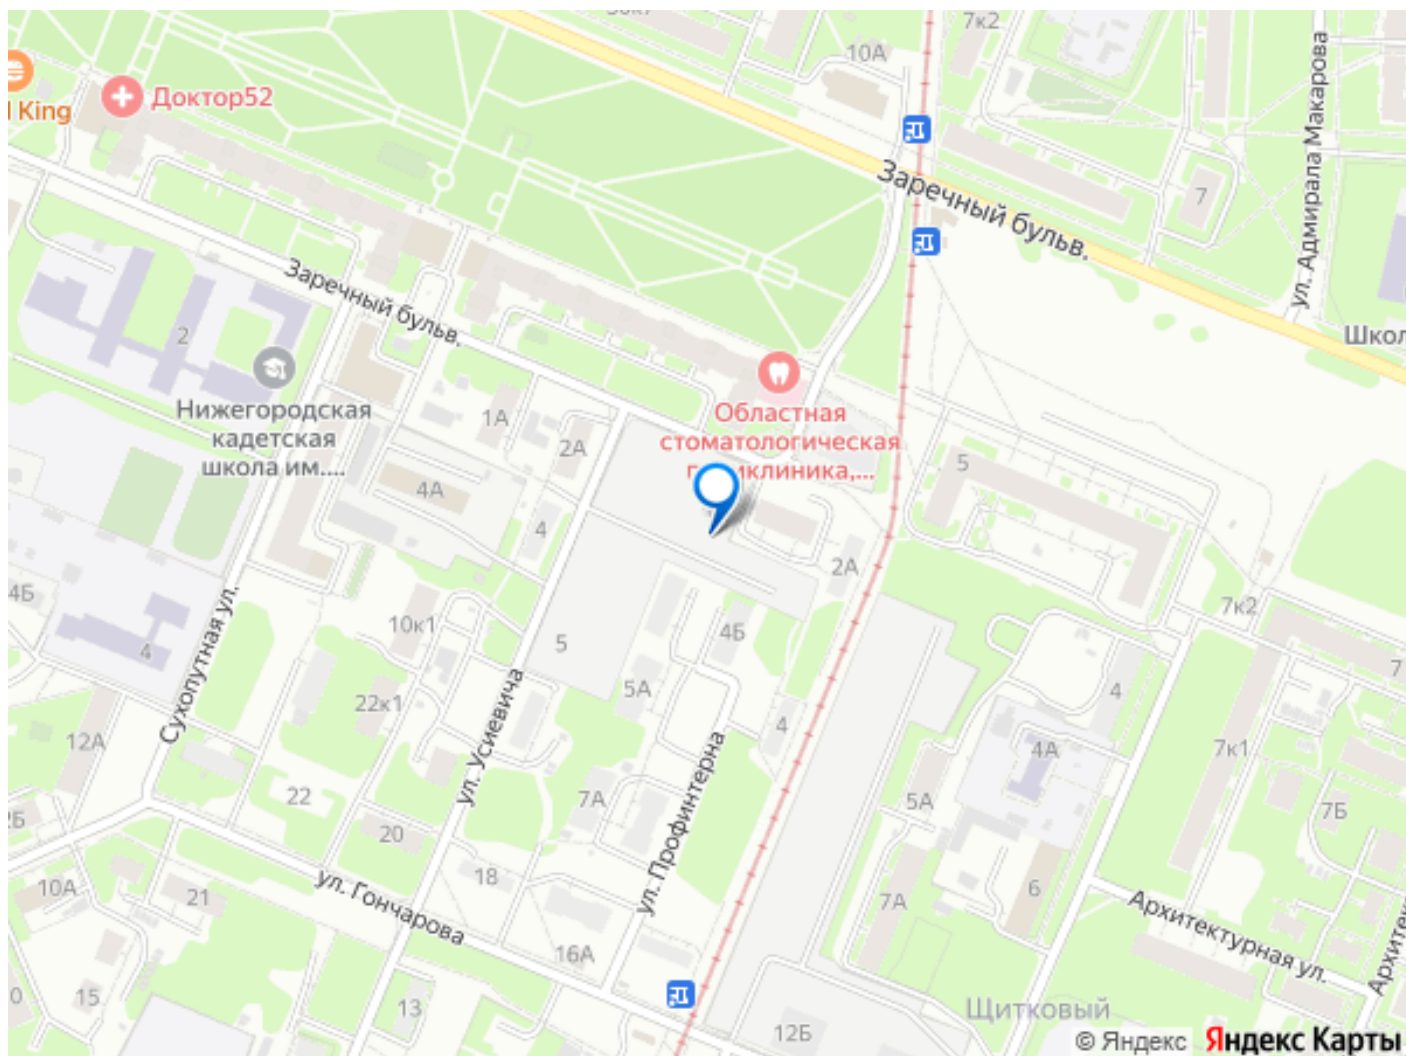 7к2
10А
Доктор52
King
ул. Адмирала Макарова
Заречный бульв.
7
Школ
Заречный бульв.
2
Нижегородская
кадетская
школа им....
1А
2А
Областная
стоматологическая
5
4А
4
2А
4Б
10к1
4Б
7к2
4
5
5А
7
4
22к1
4
12А
Сухопутная ул.
ул. Усиевича
4А
7к1
22
7А
ул. Профинтерна
5А
7Б
20
10А
21
18
ул. Гончарова
7А
6
Архитектурная ул.
16А
15
13
12Б
Щитковый
© Яндекс
Яндекс Карты